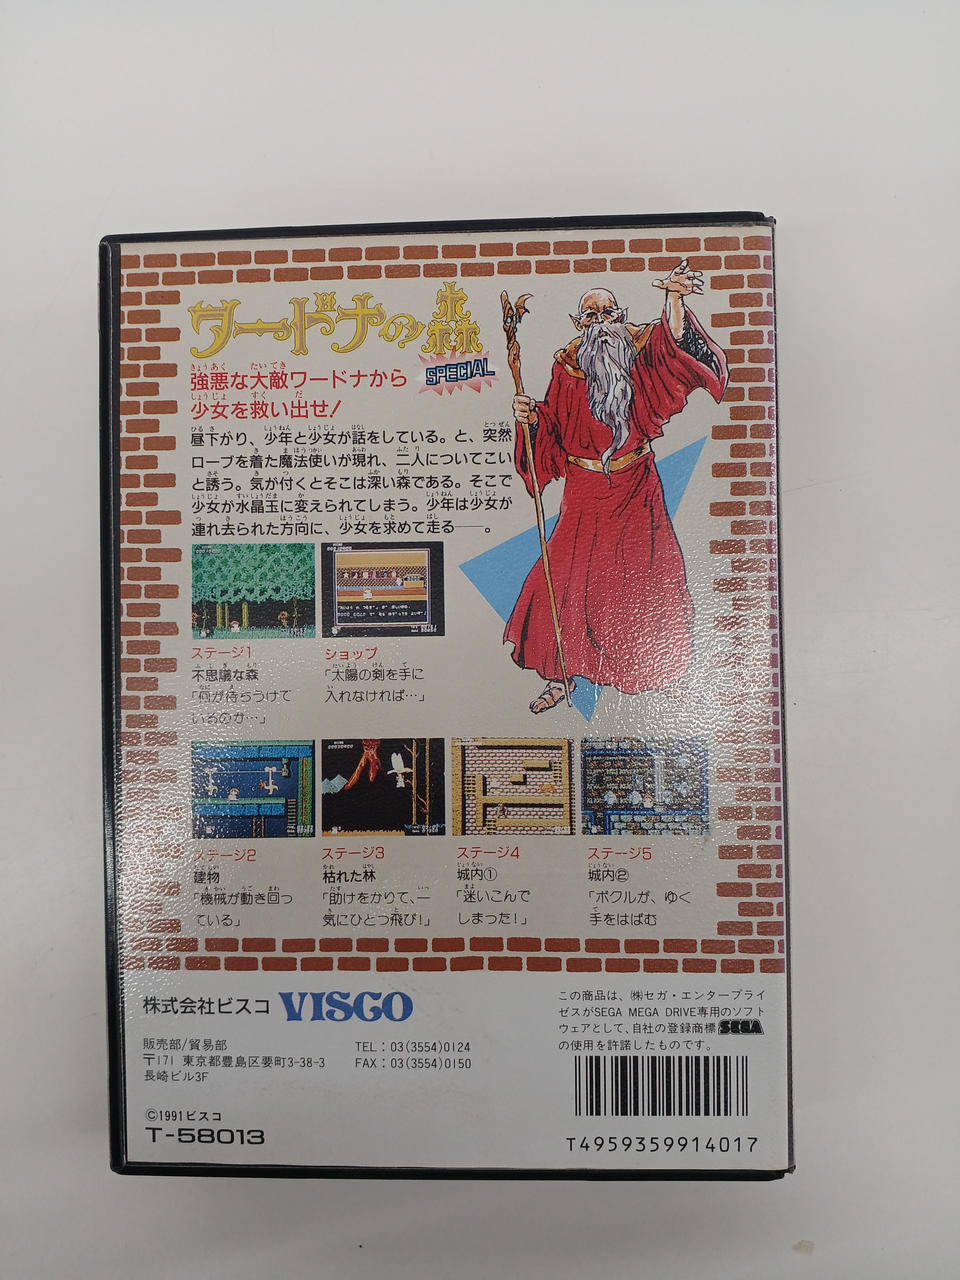 ワードナの森
SPECIAL
強悪な大敵ワードナから
少女を救い出せ！
昼下がり、少年と少女が話をしている。と、突然
ローブを着た魔法使いが現れ、二人についてこい
と誘う。気が付くとそこは深い森である。そこで
少女が水晶玉に変えられてしまう。少年は少女が
連れ去られた方向に、少女を求めて走る──。
ステージ1
不思議な森
「何が待ちうけて
いるのか…」
ショップ
「太陽の剣を手に
入れなければ…」
ステージ2
建物
「機械が動き回っ
ている」
ステージ3
枯れた林
「助けをかりて、一
気にひとつ飛び！」
ステージ4
城内①
「迷いこんで
しまった！」
ステージ5
城内②
「ボクルが、ゆく
手をはばむ
株式会社ビスコ VISCO
販売部/貿易部
〒171 東京都豊島区要町3-38-3
長崎ビル3F
TEL：03(3554)0124
FAX：03(3554)0150
©1991ビスコ
T-58013
この商品は、㈱セガ・エンタープライ
ゼスがSEGA MEGA DRIVE専用のソフト
ウェアとして、自社の登録商標 SEGA
の使用を許諾したものです。
T4959359914017